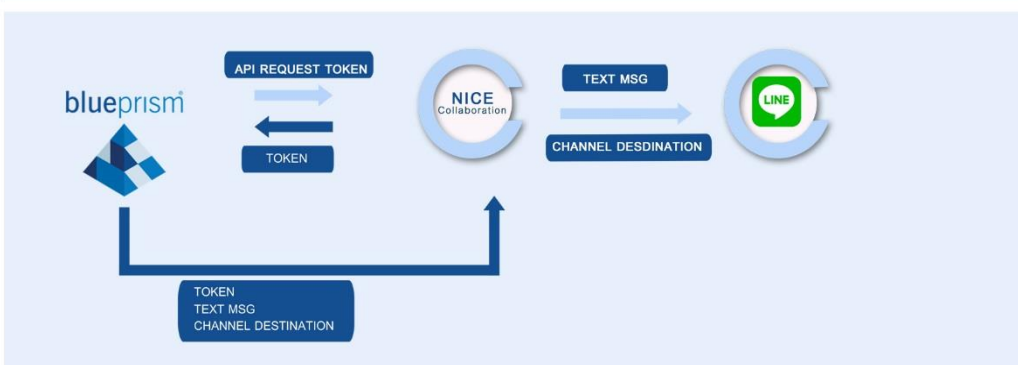 API REQUEST TOKEN
blueprism
TOKEN
NICE
Collaboration
TEXT MSG
CHANNEL DESDINATION
LINE
TOKEN
TEXT MSG
CHANNEL DESTINATION